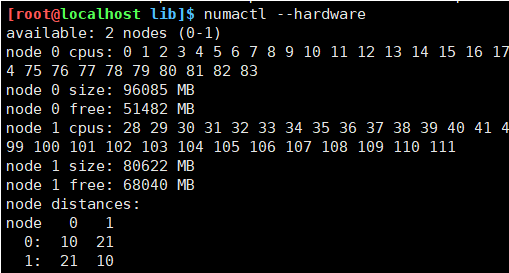 [root@localhost lib]$ numactl --hardware
available: 2 nodes (0-1)
node 0 cpus: 0 1 2 3 4 5 6 7 8 9 10 11 12 13 14 15 16 17
4 75 76 77 78 79 80 81 82 83
node 0 size: 96085 MB
node 0 free: 51482 MB
node 1 cpus: 28 29 30 31 32 33 34 35 36 37 38 39 40 41 4
99 100 101 102 103 104 105 106 107 108 109 110 111
node 1 size: 80622 MB
node 1 free: 68040 MB
node distances:
node 0 1
0: 10 21
1: 21 10